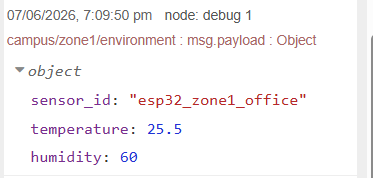 07/06/2026, 7:09:50 pm node: debug 1
campus/zone1/environment : msg.payload : Object
object
sensor_id: "esp32_zone1_office"
temperature: 25.5
humidity: 60